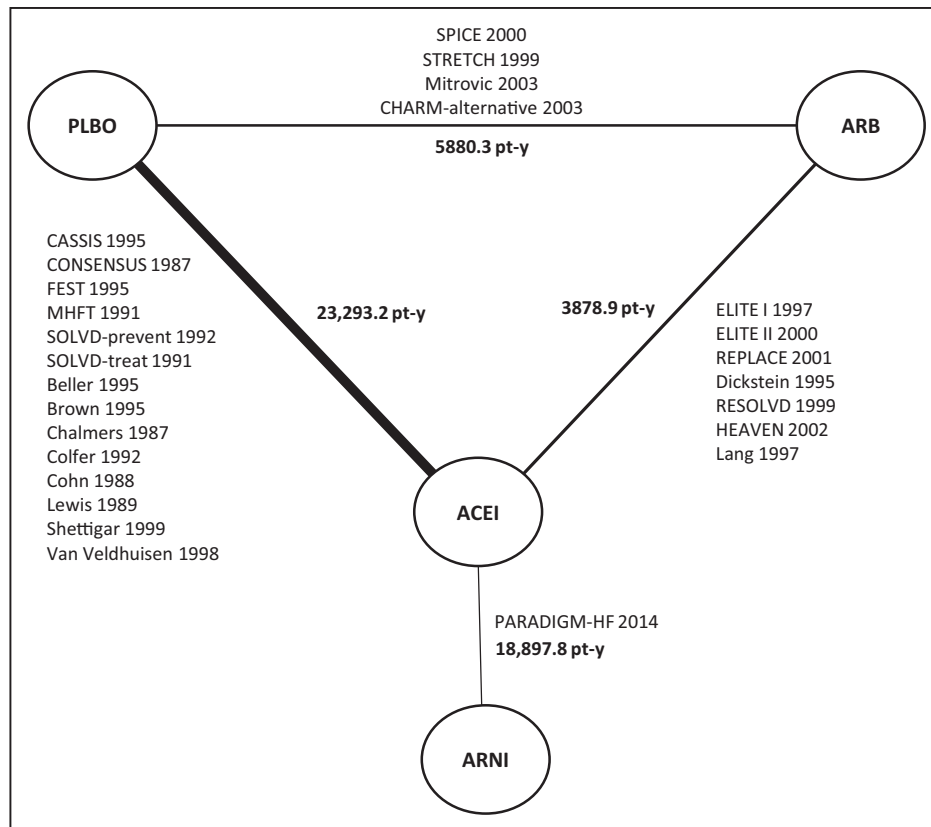 SPICE 2000
STRETCH 1999
Mitrovic 2003
CHARM-alternative 2003
PLBO
ARB
5880.3 pt-y
CASSIS 1995
CONSENSUS 1987
FEST 1995
MHFT 1991
SOLVD-prevent 1992
SOLVD-treat 1991
Beller 1995
Brown 1995
Chalmers 1987
Colfer 1992
Cohn 1988
Lewis 1989
Shettigar 1999
Van Veldhuisen 1998
23,293.2 pt-y
3878.9 pt-y
ELITE I 1997
ELITE II 2000
REPLACE 2001
Dickstein 1995
RESOLVD 1999
HEAVEN 2002
Lang 1997
ACEI
PARADIGM-HF 2014
18,897.8 pt-y
ARNI